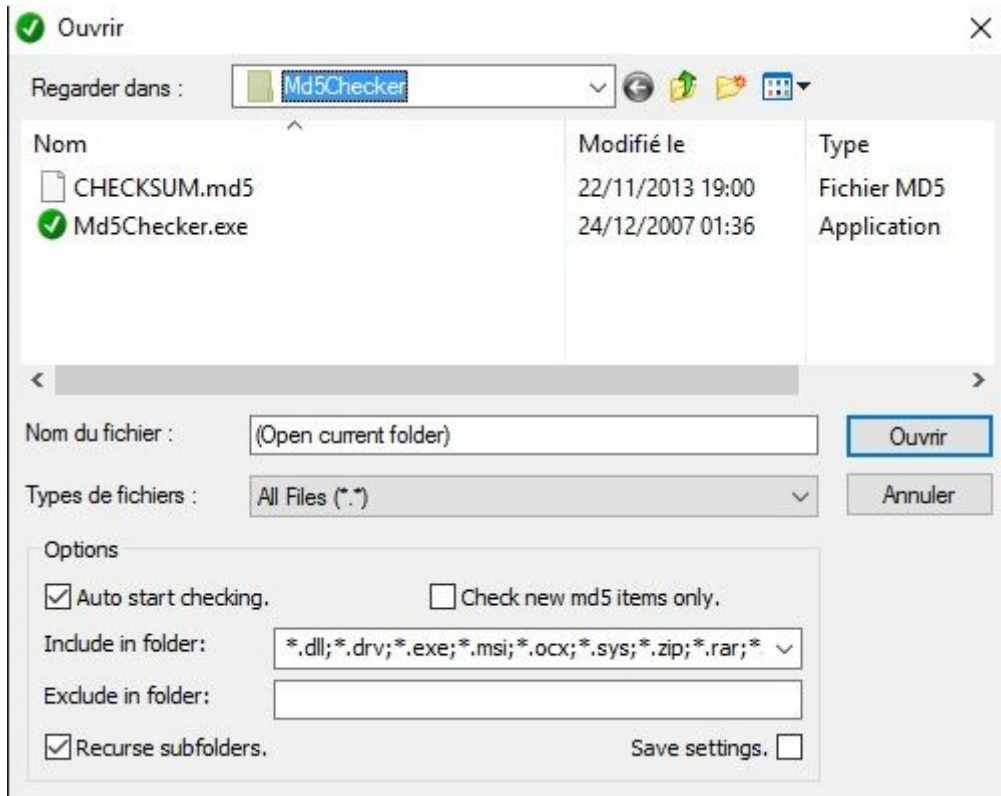 Ouvrir
Regarder dans : Md5Checker
Nom Modifié le Type
CHECKSUM.md5 22/11/2013 19:00 Fichier MD5
Md5Checker.exe 24/12/2007 01:36 Application
Nom du fichier : (Open current folder) Ouvrir
Types de fichiers : All Files (*.*) Annuler
Options
Auto start checking. Check new md5 items only.
Include in folder: *.dll;*.drv;*.exe;*.msi;*.ocx;*.sys;*.zip;*.rar;*.
Exclude in folder:
Recurse subfolders. Save settings.